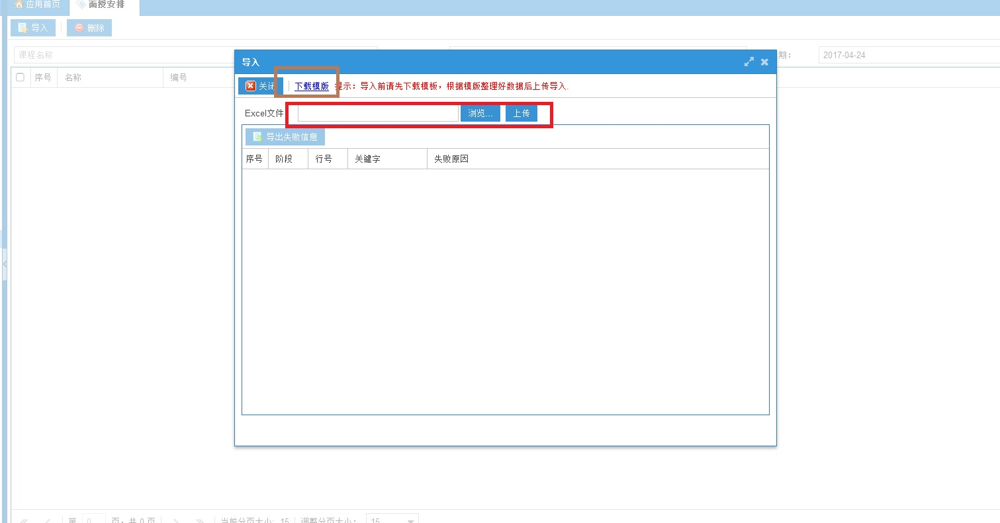 应用首页 面授安排
导入 删除
课程名称 期： 2017-04-24
序号 名称 编号
导入
关闭 下载模版 提示：导入前请先下载模板，根据模版整理好数据后上传导入.
Excel文件 浏览... 上传
导出失败信息
序号 阶段 行号 关键字 失败原因
第 0 页，共 0 页 当前分页大小: 15 调整分页大小： 15